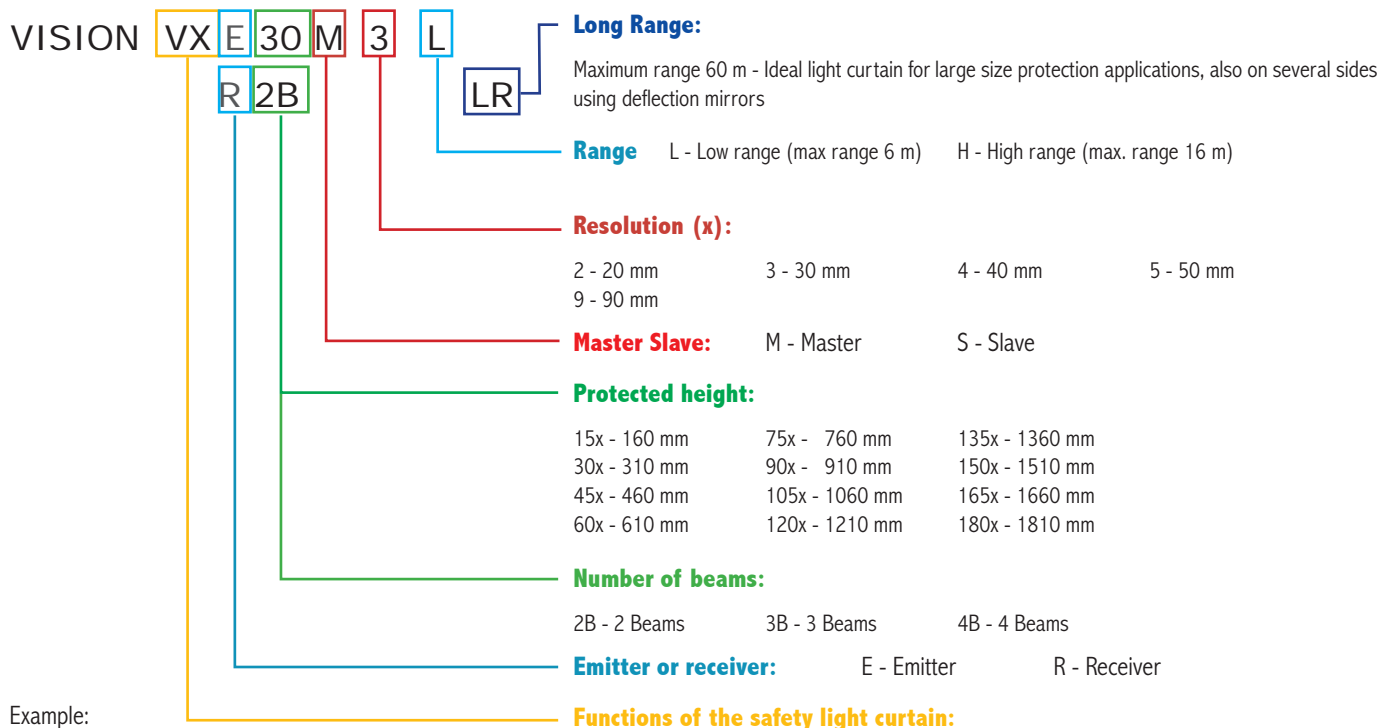 VISION VX E 30 M 3 L
R 2B LR
Long Range:
Maximum range 60 m - Ideal light curtain for large size protection applications, also on several sides
using deflection mirrors
Range L - Low range (max range 6 m) H - High range (max. range 16 m)
Resolution (x):
2 - 20 mm 3 - 30 mm 4 - 40 mm 5 - 50 mm
9 - 90 mm
Master Slave: M - Master S - Slave
Protected height:
15x - 160 mm 75x - 760 mm 135x - 1360 mm
30x - 310 mm 90x - 910 mm 150x - 1510 mm
45x - 460 mm 105x - 1060 mm 165x - 1660 mm
60x - 610 mm 120x - 1210 mm 180x - 1810 mm
Number of beams:
2B - 2 Beams 3B - 3 Beams 4B - 4 Beams
Emitter or receiver: E - Emitter R - Receiver
Example: Functions of the safety light curtain: